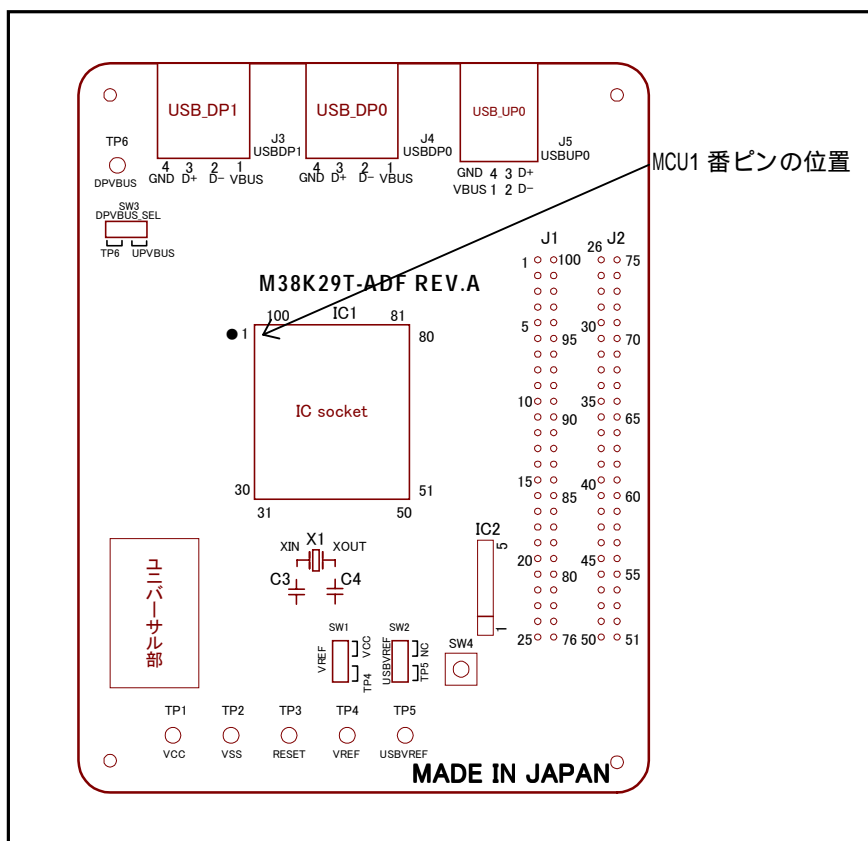 USB_DP1
USB_DP0
USB_UP0
J3
USBDP1
J4
USBDP0
J5
USBUP0
TP6
DPVBUS
4 3 2 1
GND D+ D- VBUS
4 3 2 1
GND D+ D- VBUS
GND 4 3 D+
VBUS 1 2 D-
MCU1 番ピンの位置
SW3
DPVBUS_SEL
TP6 UPVBUS
J1
J2
1 100
26 75
5
95
30
70
10
90
35
65
15
85
40
60
20
80
45
55
25 76
50 51
M38K29T-ADF REV.A
100 IC1 81
1
80
IC socket
30
51
31
50
X1
XIN XOUT
C3 C4
IC2
5
1
ユニバーサル部
SW1
VREF
VCC
TP4
SW2
USBVREF
NC
TP5
SW4
TP1
VCC
TP2
VSS
TP3
RESET
TP4
VREF
TP5
USBVREF
MADE IN JAPAN